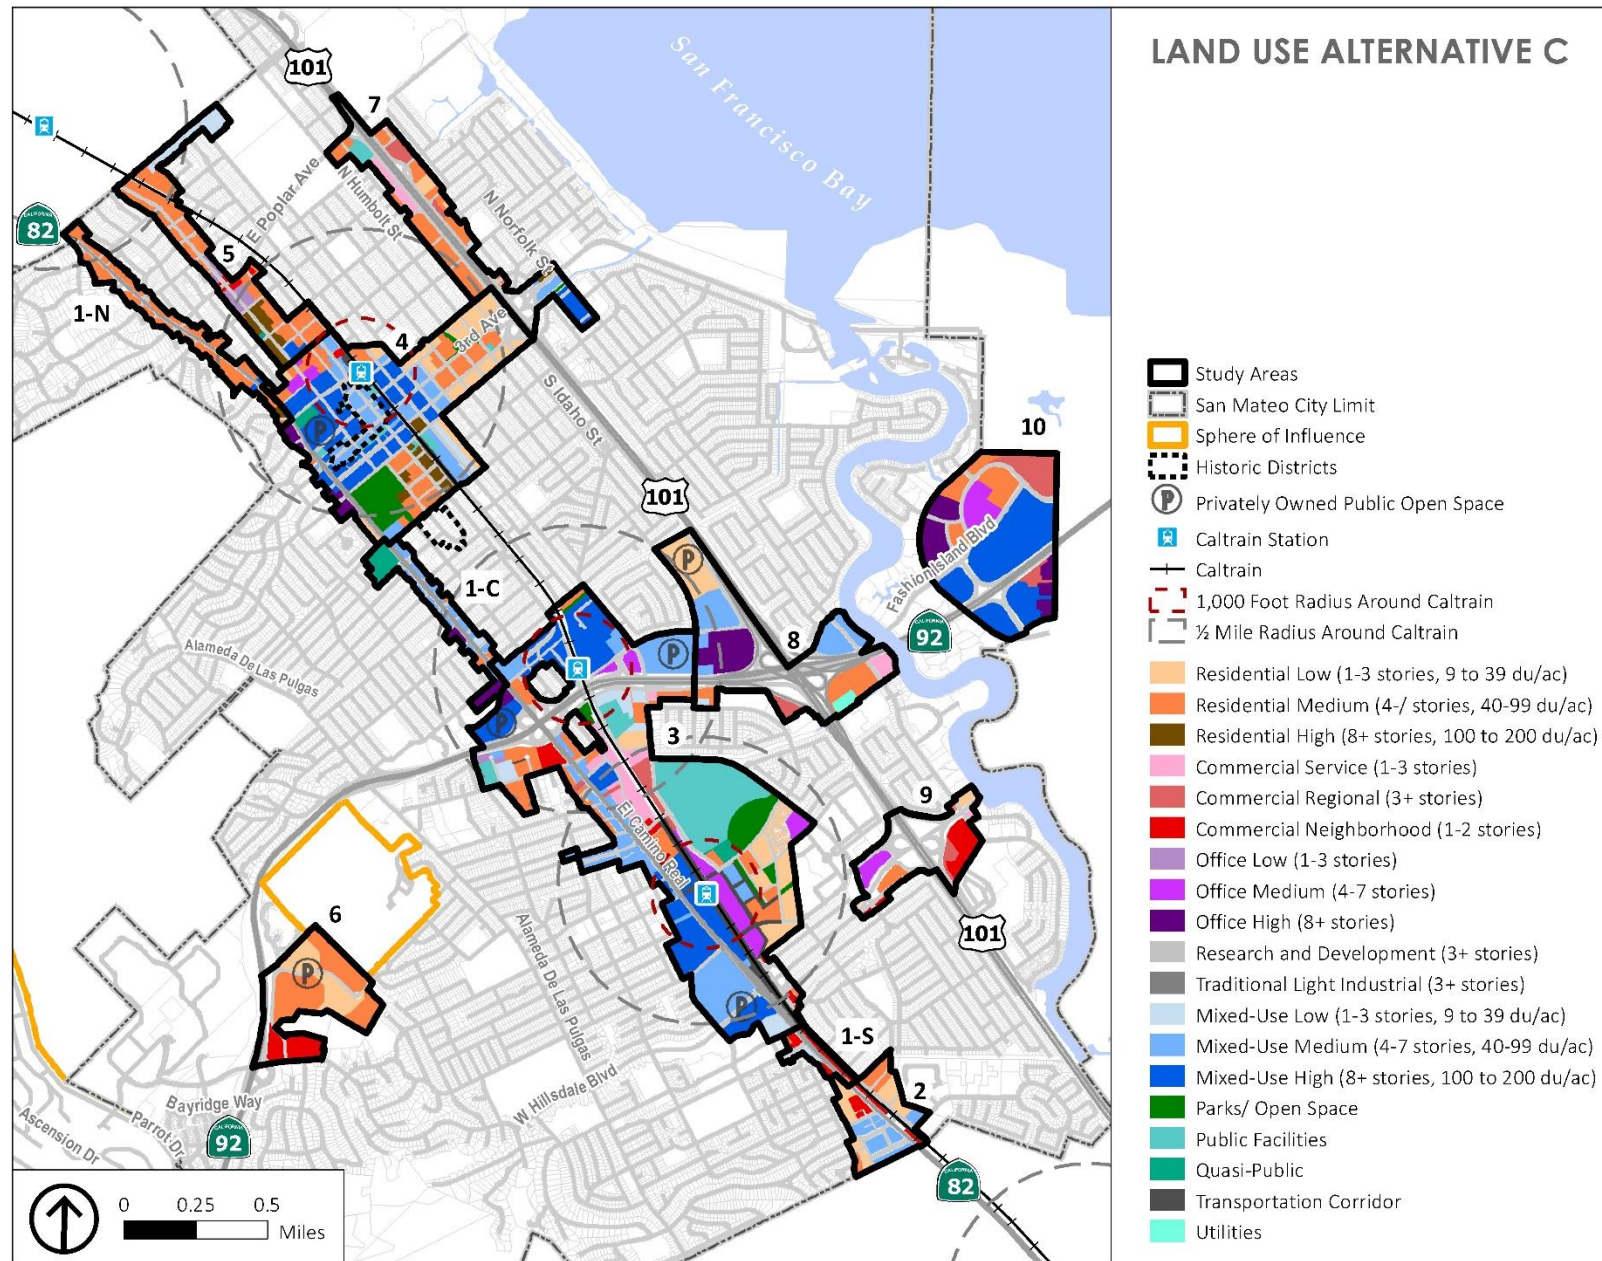 LAND USE ALTERNATIVE C
San Francisco Bay
101
7
CALIFORNIA
82
E Poplar Ave
N Humbolt St
N Norfolk St
5
1-N
4
3rd Ave
S Idaho St
P
101
10
Fashion Island Blvd
P
1-C
8
CALIFORNIA
92
P
Alameda De Las Pulgas
P
3
El Camino Real
9
101
6
P
Alameda De Las Pulgas
P
1-S
2
W Hillsdale Blvd
Bayridge Way
Parrot Dr
Ascension Dr
CALIFORNIA
92
CALIFORNIA
82
0 0.25 0.5
Miles
Study Areas
San Mateo City Limit
Sphere of Influence
Historic Districts
P Privately Owned Public Open Space
Caltrain Station
Caltrain
1,000 Foot Radius Around Caltrain
½ Mile Radius Around Caltrain
Residential Low (1-3 stories, 9 to 39 du/ac)
Residential Medium (4-/ stories, 40-99 du/ac)
Residential High (8+ stories, 100 to 200 du/ac)
Commercial Service (1-3 stories)
Commercial Regional (3+ stories)
Commercial Neighborhood (1-2 stories)
Office Low (1-3 stories)
Office Medium (4-7 stories)
Office High (8+ stories)
Research and Development (3+ stories)
Traditional Light Industrial (3+ stories)
Mixed-Use Low (1-3 stories, 9 to 39 du/ac)
Mixed-Use Medium (4-7 stories, 40-99 du/ac)
Mixed-Use High (8+ stories, 100 to 200 du/ac)
Parks/ Open Space
Public Facilities
Quasi-Public
Transportation Corridor
Utilities